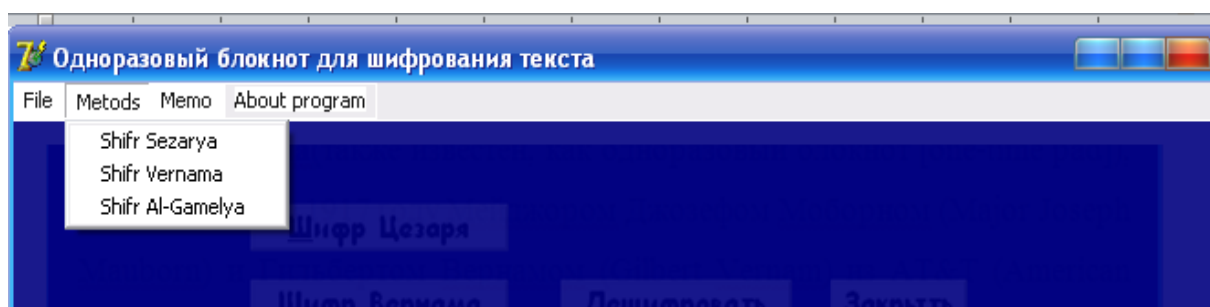 Одноразовый блокнот для шифрования текста
File Metods Memo About program
Shifr Sezarya
Shifr Vernama
Shifr Al-Gamelya
Шифр Цезаря
Шифр Вернама Дешифровать Закрыть